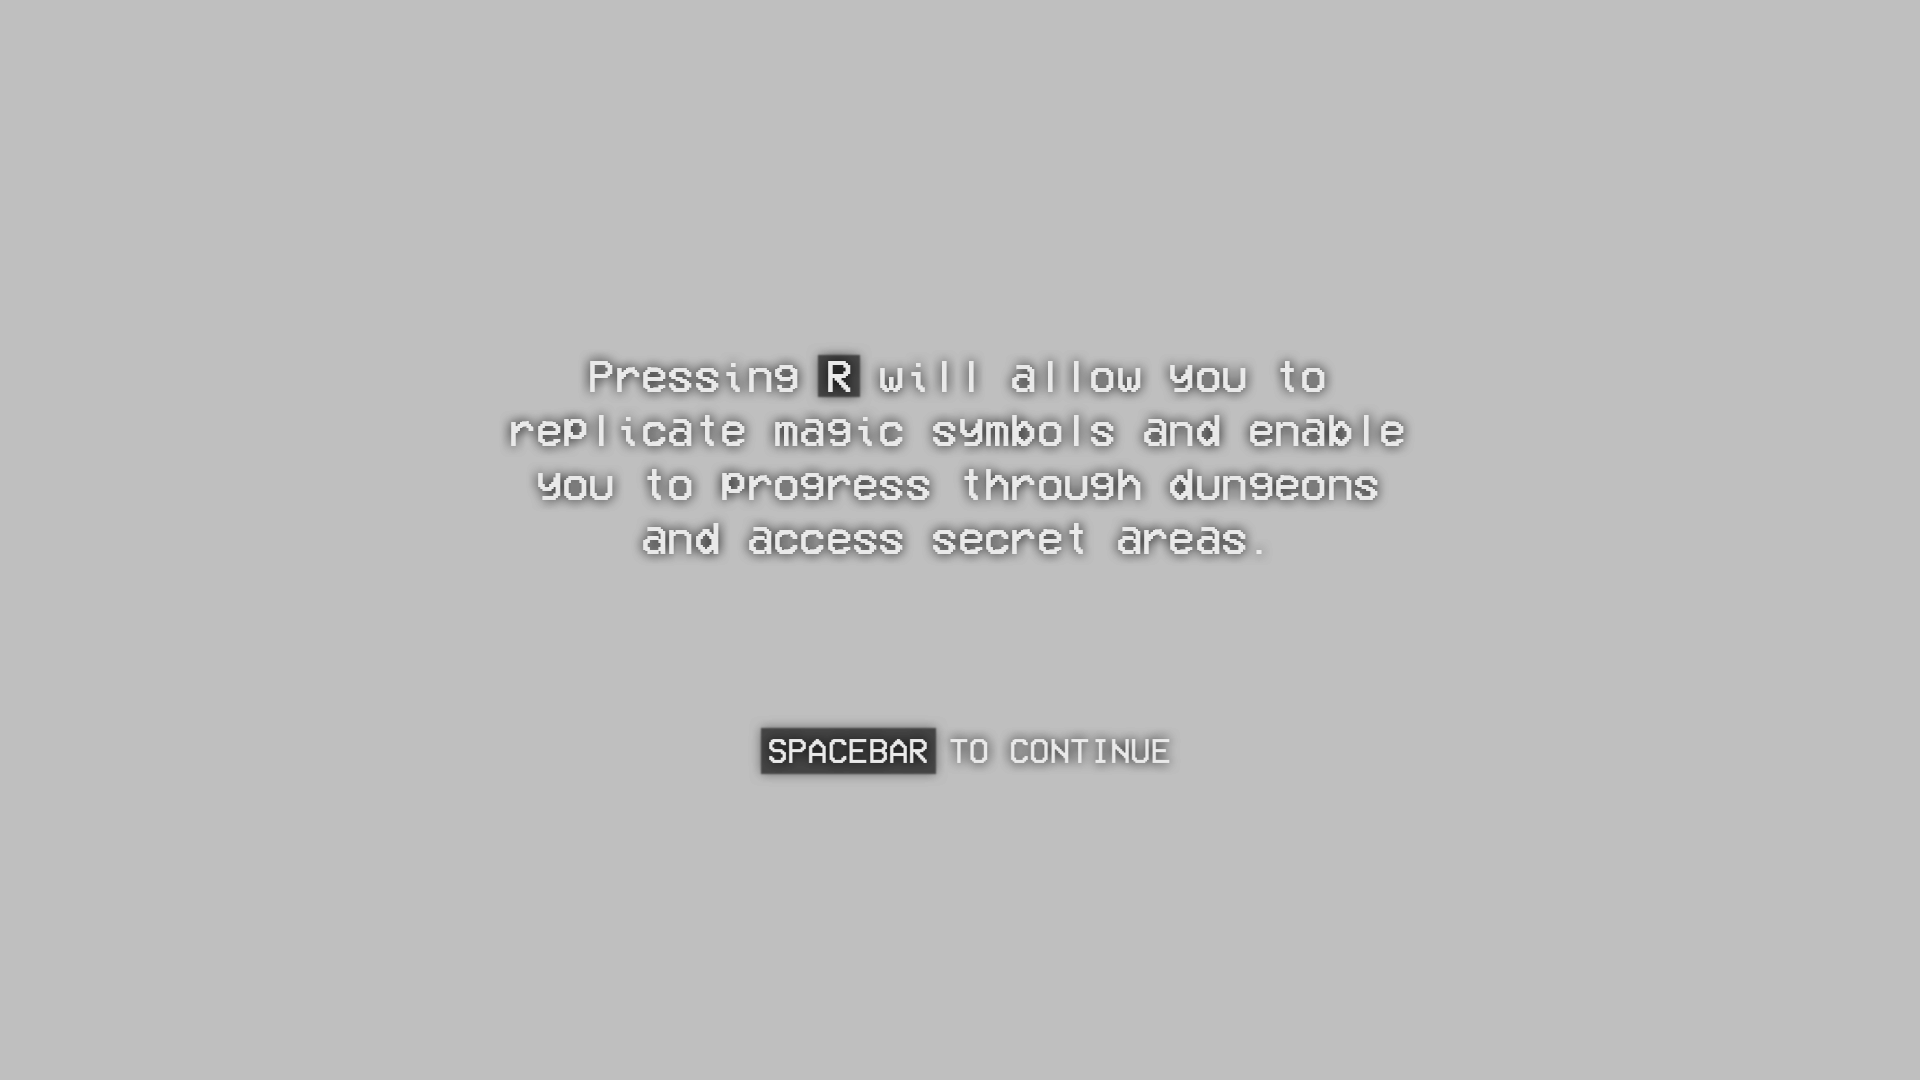 Pressing R will allow you to
replicate magic symbols and enable
you to progress through dungeons
and access secret areas.
SPACEBAR TO CONTINUE